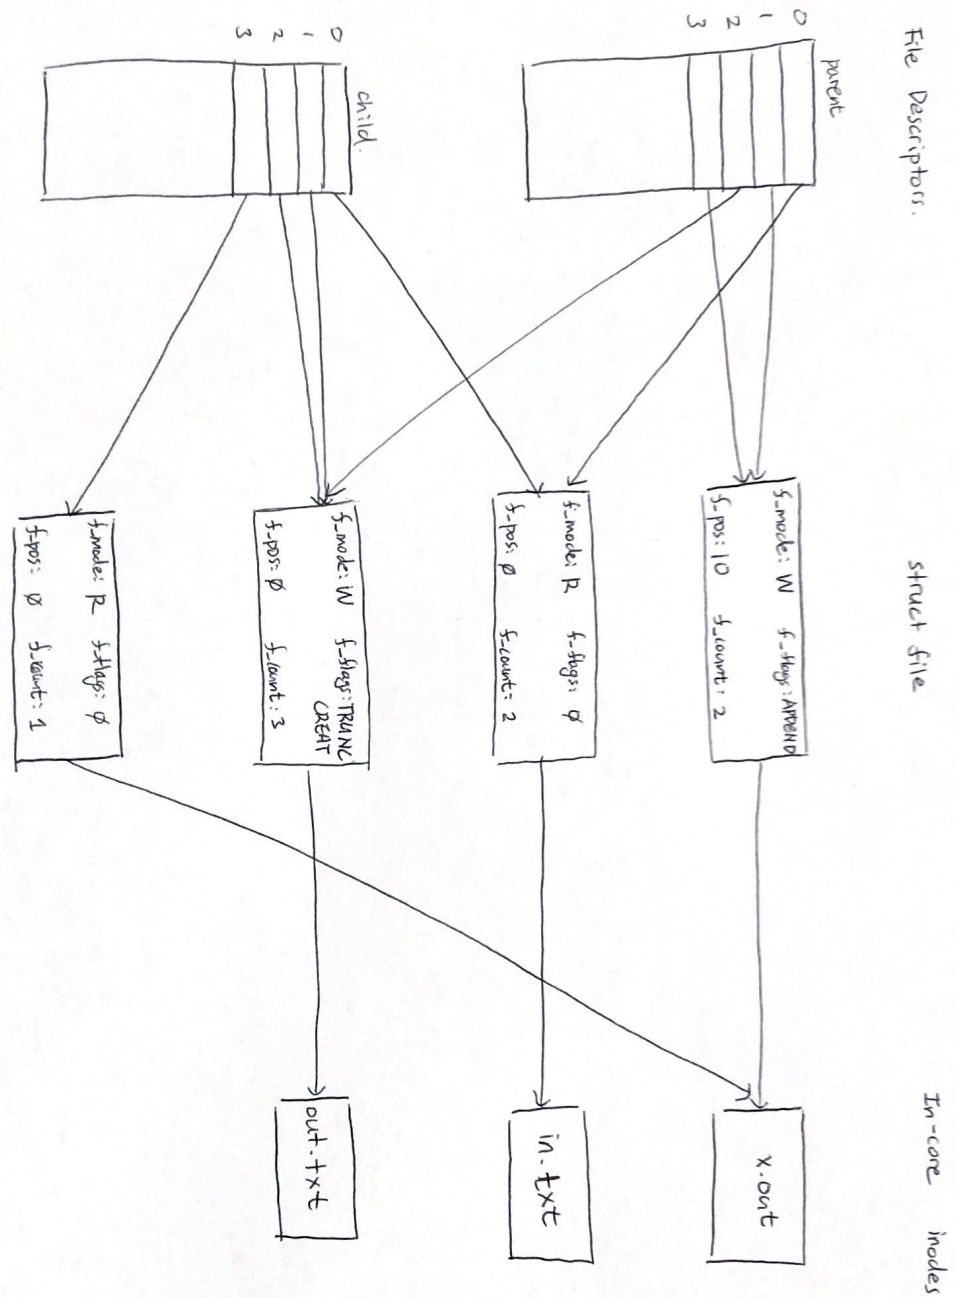 File Descriptors.
struct file
In-core inodes
parent
0
1
2
3
f_mode: W f_flags: APPEND
f_pos: 10 f_count: 2
x.out
f_mode: R f_flags: ∅
f_pos: ∅ f_count: 2
in.txt
child.
0
1
2
3
f_mode: W f_flags: TRUNC
CREAT
f_pos: ∅ f_count: 3
out.txt
f_mode: R f_flags: ∅
f_pos: ∅ f_count: 1